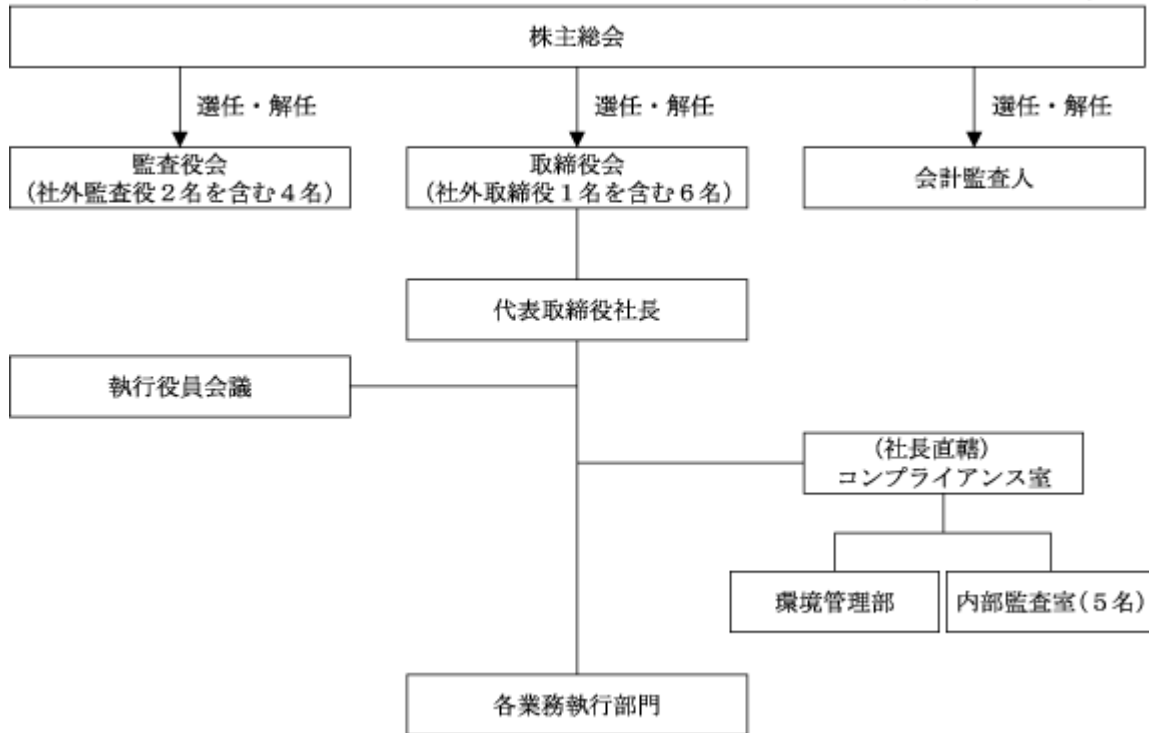 株主総会
選任・解任
選任・解任
選任・解任
監査役会
(社外監査役2名を含む4名)
取締役会
(社外取締役1名を含む6名)
会計監査人
代表取締役社長
執行役員会議
(社長直轄)
コンプライアンス室
環境管理部
内部監査室(5名)
各業務執行部門